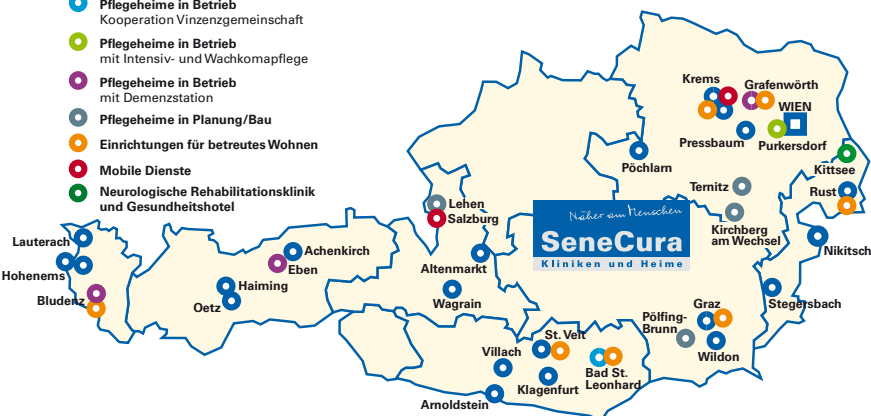 Pflegeheime in Betrieb
Kooperation Vinzenzgemeinschaft
Pflegeheime in Betrieb
mit Intensiv- und Wachkomapflege
Pflegeheime in Betrieb
mit Demenzstation
Pflegeheime in Planung/Bau
Einrichtungen für betreutes Wohnen
Mobile Dienste
Neurologische Rehabilitationsklinik
und Gesundheitshotel
Krems
Grafenwörth
WIEN
Pressbaum
Purkersdorf
Pöchlarn
Kittsee
Ternitz
Rust
Lehen
Salzburg
Kirchberg
am Wechsel
Näher am Menschen
SeneCura
Kliniken und Heime
Nikitsch
Lauterach
Achenkirch
Hohenems
Eben
Altenmarkt
Haiming
Bludenz
Oetz
Wagrain
Stegersbach
Graz
Pölfing-
Brunn
St. Veit
Villach
Wildon
Bad St.
Leonhard
Klagenfurt
Arnoldstein